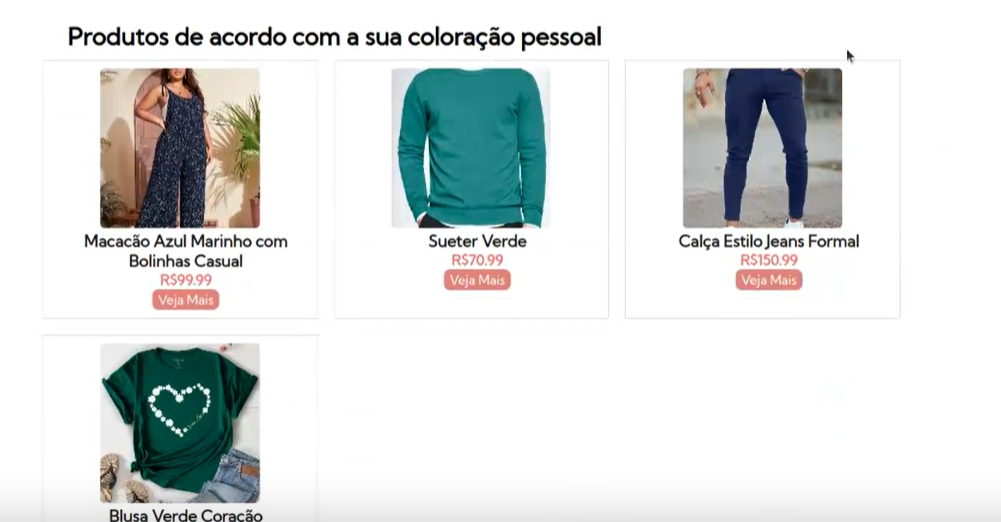 Produtos de acordo com a sua coloração pessoal
Macacão Azul Marinho com
Bolinhas Casual
R$99.99
Veja Mais
Sueter Verde
R$70.99
Veja Mais
Calça Estilo Jeans Formal
R$150.99
Veja Mais
Blusa Verde Coração